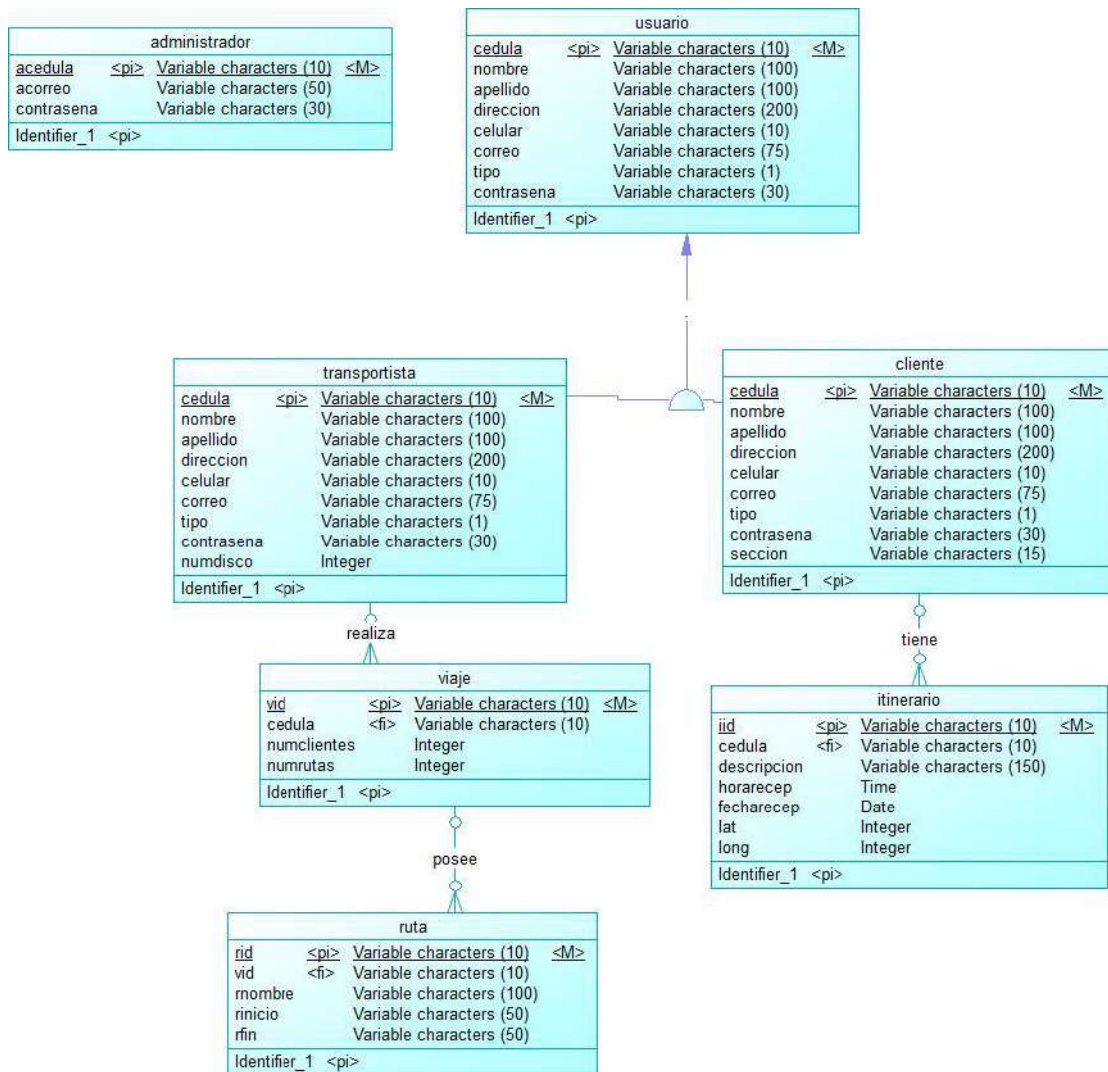 administrador
acedula <pi> Variable characters (10) <M>
acorreo Variable characters (50)
contrasena Variable characters (30)
Identifier_1 <pi>
usuario
cedula <pi> Variable characters (10) <M>
nombre Variable characters (100)
apellido Variable characters (100)
direccion Variable characters (200)
celular Variable characters (10)
correo Variable characters (75)
tipo Variable characters (1)
contrasena Variable characters (30)
Identifier_1 <pi>
transportista
cedula <pi> Variable characters (10) <M>
nombre Variable characters (100)
apellido Variable characters (100)
direccion Variable characters (200)
celular Variable characters (10)
correo Variable characters (75)
tipo Variable characters (1)
contrasena Variable characters (30)
numdisco Integer
Identifier_1 <pi>
cliente
cedula <pi> Variable characters (10) <M>
nombre Variable characters (100)
apellido Variable characters (100)
direccion Variable characters (200)
celular Variable characters (10)
correo Variable characters (75)
tipo Variable characters (1)
contrasena Variable characters (30)
seccion Variable characters (15)
Identifier_1 <pi>
realiza
tiene
viaje
vid <pi> Variable characters (10) <M>
cedula <fi> Variable characters (10)
numclientes Integer
numrutas Integer
Identifier_1 <pi>
itinerario
iid <pi> Variable characters (10) <M>
cedula <fi> Variable characters (10)
descripcion Variable characters (150)
horarecep Time
fecharecep Date
lat Integer
long Integer
Identifier_1 <pi>
posee
ruta
rid <pi> Variable characters (10) <M>
vid <fi> Variable characters (10)
rnombre Variable characters (100)
rinicio Variable characters (50)
rfin Variable characters (50)
Identifier_1 <pi>